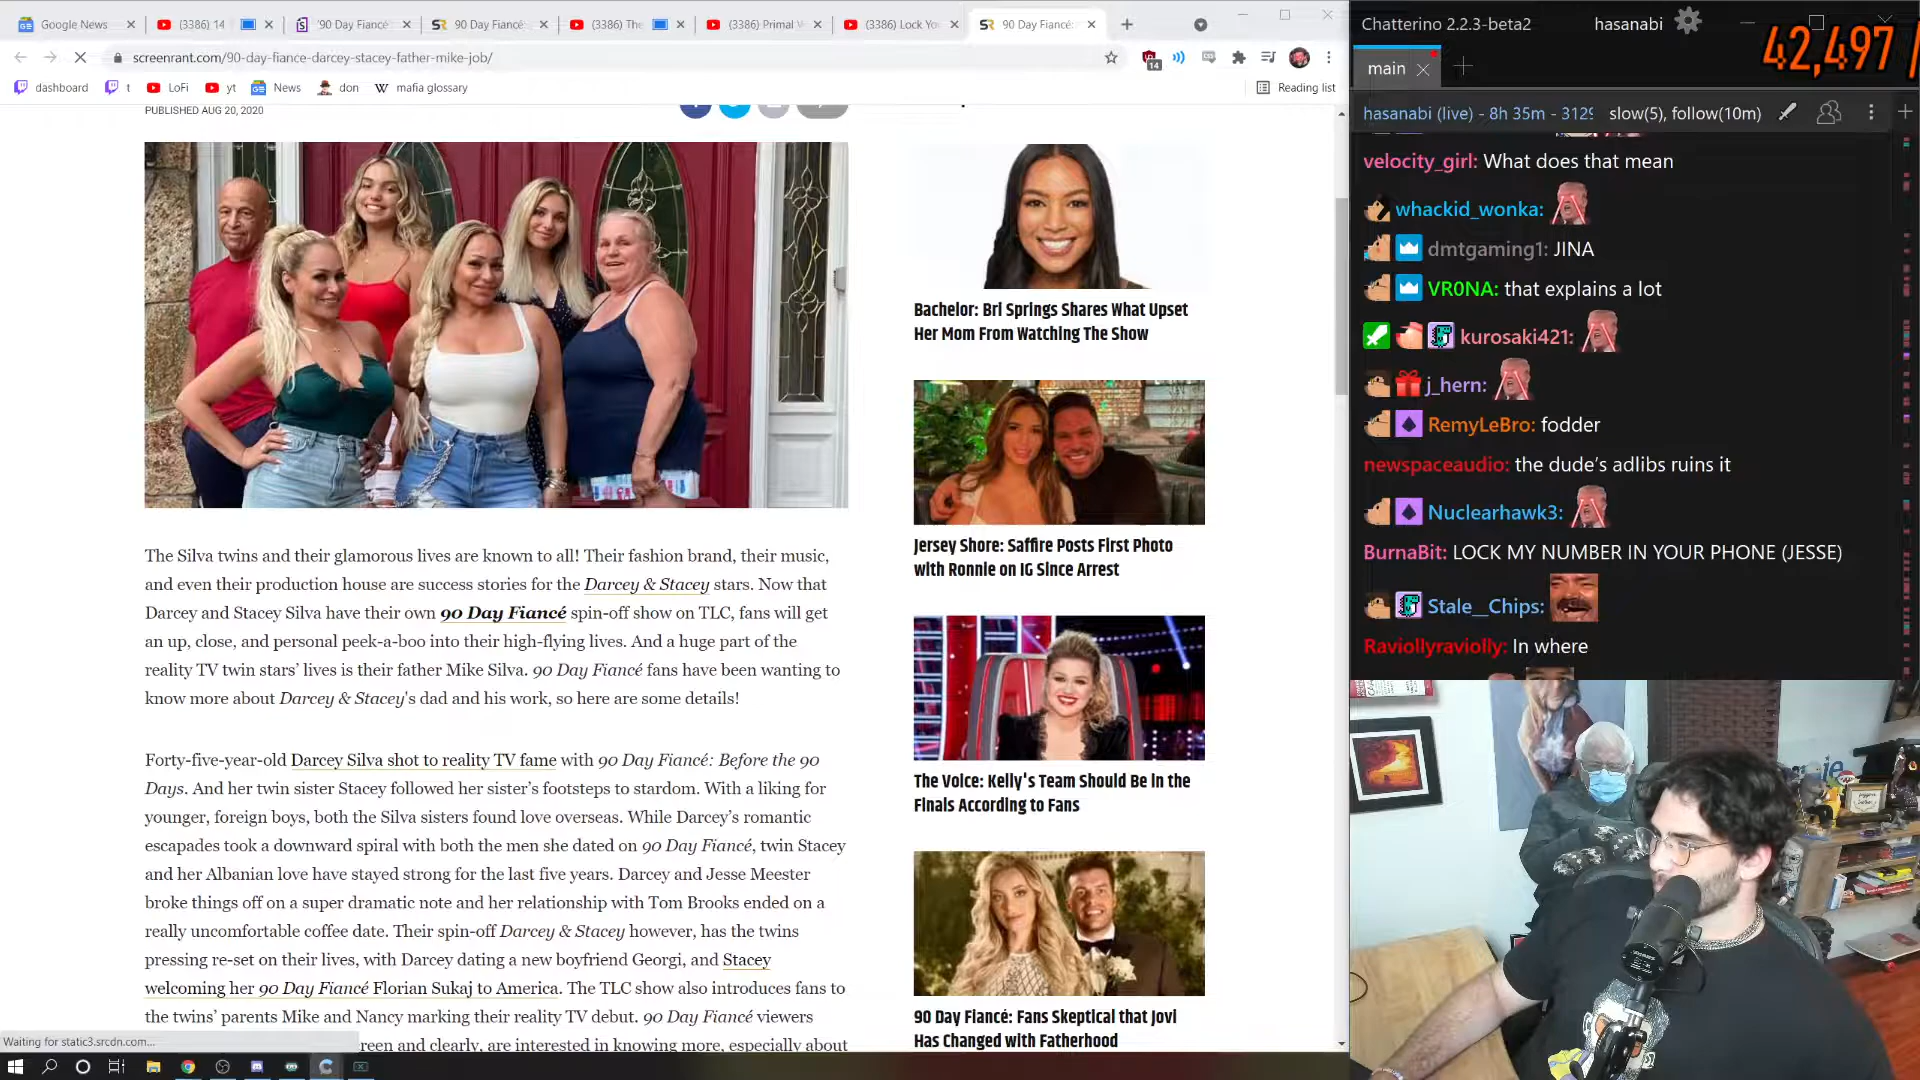 Google News
(3386) 14
'90 Day Fiancé
90 Day Fiancé:
(3386) The
(3386) Primal V
(3386) Lock Yo
90 Day Fiancé:
screenrant.com/90-day-fiance-darcey-stacey-father-mike-job/
14
dashboard
t
LoFi
yt
News
don
mafia glossary
Reading list
PUBLISHED AUG 20, 2020
The Silva twins and their glamorous lives are known to all! Their fashion brand, their music,
and even their production house are success stories for the Darcey & Stacey stars. Now that
Darcey and Stacey Silva have their own 90 Day Fiancé spin-off show on TLC, fans will get
an up, close, and personal peek-a-boo into their high-flying lives. And a huge part of the
reality TV twin stars' lives is their father Mike Silva. 90 Day Fiancé fans have been wanting to
know more about Darcey & Stacey's dad and his work, so here are some details!
Forty-five-year-old Darcey Silva shot to reality TV fame with 90 Day Fiancé: Before the 90
Days. And her twin sister Stacey followed her sister's footsteps to stardom. With a liking for
younger, foreign boys, both the Silva sisters found love overseas. While Darcey's romantic
escapades took a downward spiral with both the men she dated on 90 Day Fiancé, twin Stacey
and her Albanian love have stayed strong for the last five years. Darcey and Jesse Meester
broke things off on a super dramatic note and her relationship with Tom Brooks ended on a
really uncomfortable coffee date. Their spin-off Darcey & Stacey however, has the twins
pressing re-set on their lives, with Darcey dating a new boyfriend Georgi, and Stacey
welcoming her 90 Day Fiancé Florian Sukaj to America. The TLC show also introduces fans to
the twins' parents Mike and Nancy marking their reality TV debut. 90 Day Fiancé viewers
reen and clearly, are interested in knowing more, especially about
Waiting for static3.srcdn.com...
Bachelor: Bri Springs Shares What Upset
Her Mom From Watching The Show
Jersey Shore: Saffire Posts First Photo
with Ronnie on IG Since Arrest
The Voice: Kelly's Team Should Be in the
Finals According to Fans
90 Day Fiancé: Fans Skeptical that Jovi
Has Changed with Fatherhood
Chatterino 2.2.3-beta2
hasanabi
42,497 /
main
hasanabi (live) - 8h 35m - 3129
slow(5), follow(10m)
velocity_girl: What does that mean
whackid_wonka:
dmtgaming1: JINA
VR0NA: that explains a lot
kurosaki421:
j_hern:
RemyLeBro: fodder
newspaceaudio: the dude's adlibs ruins it
Nuclearhawk3:
BurnaBit: LOCK MY NUMBER IN YOUR PHONE (JESSE)
Stale__Chips:
Raviollyraviolly: In where